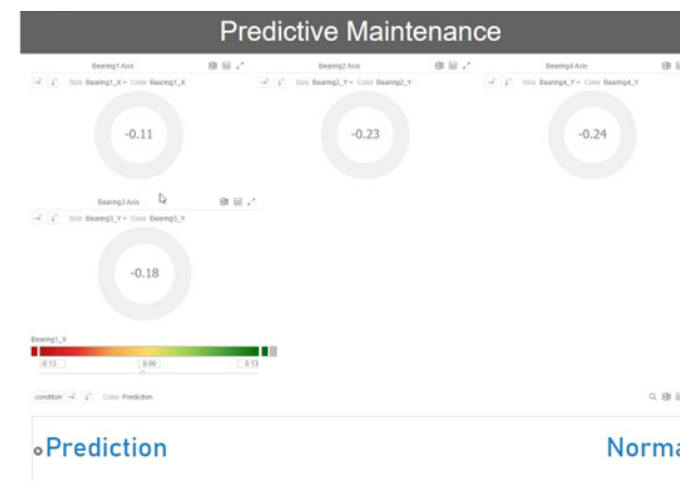 Predictive Maintenance
Bearing1 Axis
Bearing2 Axis
Bearing4 Axis
Size Bearing1_X Color Bearing1_X
Size Bearing2_Y Color Bearing2_Y
Size Bearing4_Y Color Bearing4_Y
-0.11
-0.23
-0.24
Bearing3 Axis
Size Bearing3_Y Color Bearing3_Y
-0.18
Bearing1_X
-0.13 0.00 0.13
condition Color Prediction
Prediction Norma